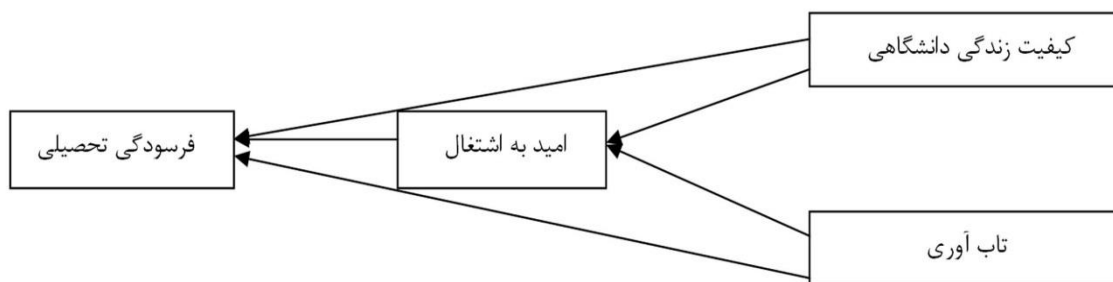 کیفیت زندگی دانشگاهی
امید به اشتغال
فرسودگی تحصیلی
تاب آوری